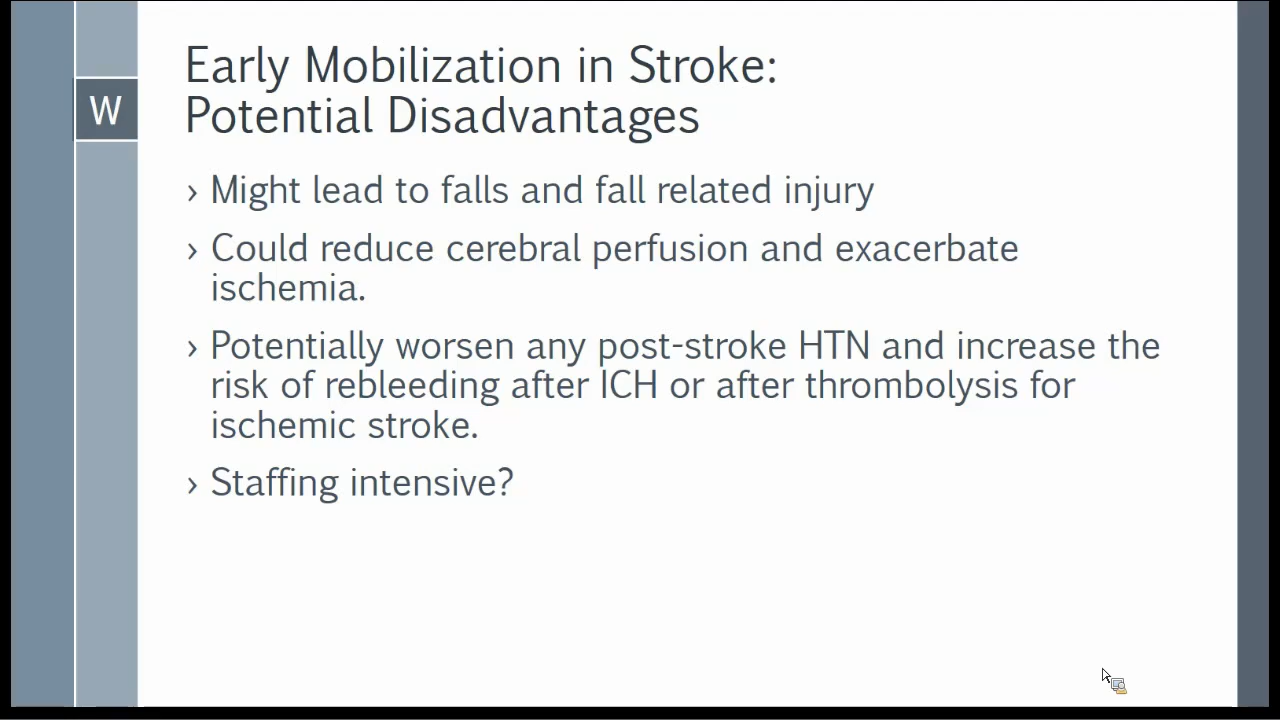 W
Early Mobilization in Stroke:
Potential Disadvantages
› Might lead to falls and fall related injury
› Could reduce cerebral perfusion and exacerbate
ischemia.
› Potentially worsen any post-stroke HTN and increase the
risk of rebleeding after ICH or after thrombolysis for
ischemic stroke.
› Staffing intensive?